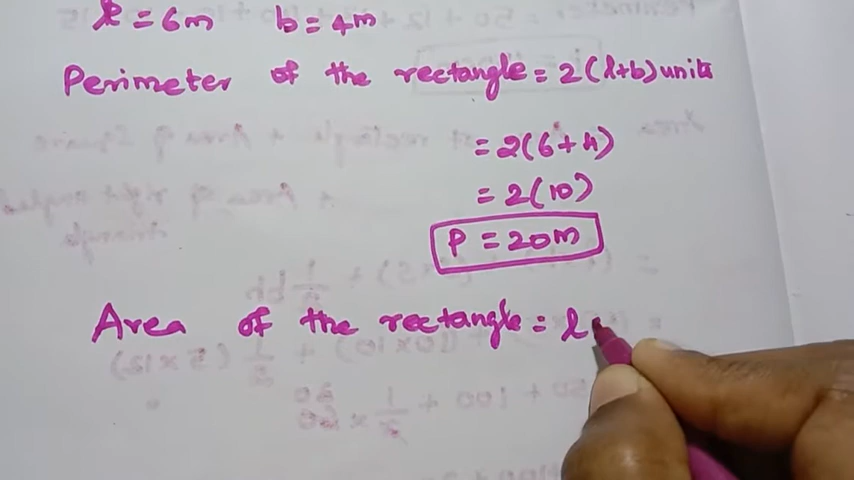 l = 6m b = 4m
Perimeter of the rectangle = 2(l+b) units
= 2(6+4)
= 2(10)
P = 20m
Area of the rectangle = l